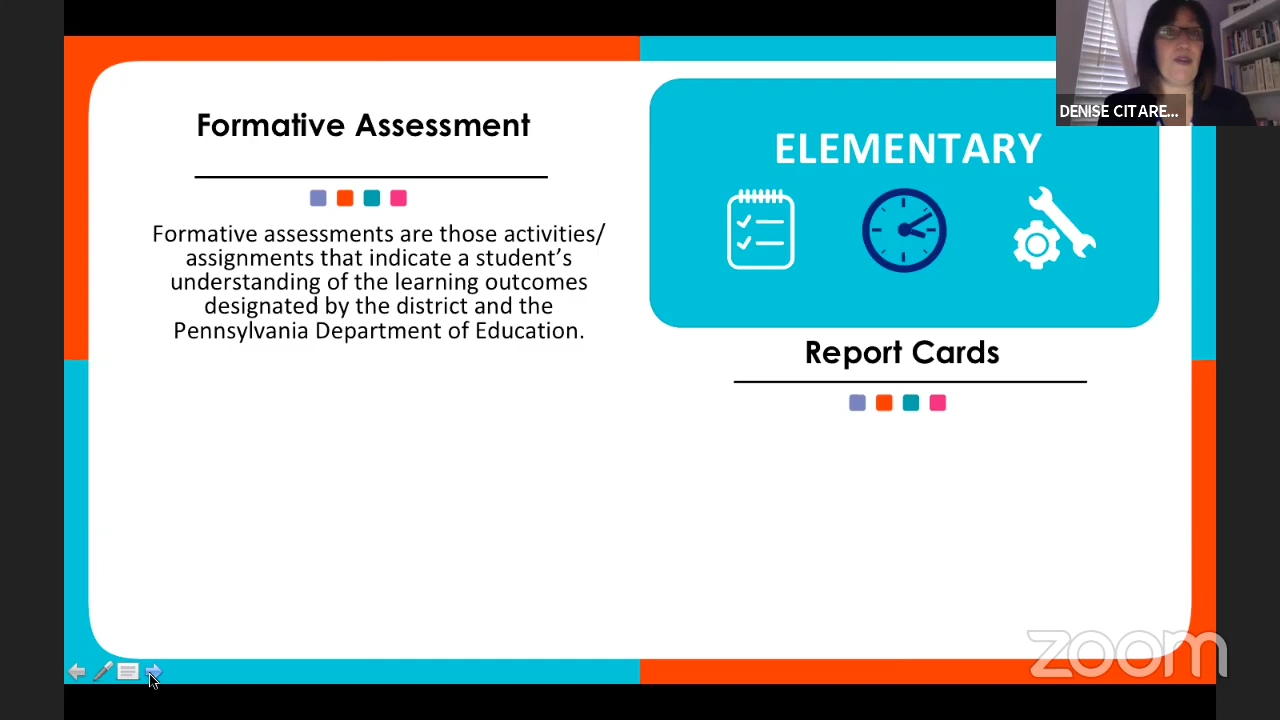 Formative Assessment
Formative assessments are those activities/
assignments that indicate a student’s
understanding of the learning outcomes
designated by the district and the
Pennsylvania Department of Education.
ELEMENTARY
Report Cards
DENISE CITARE...
zoom